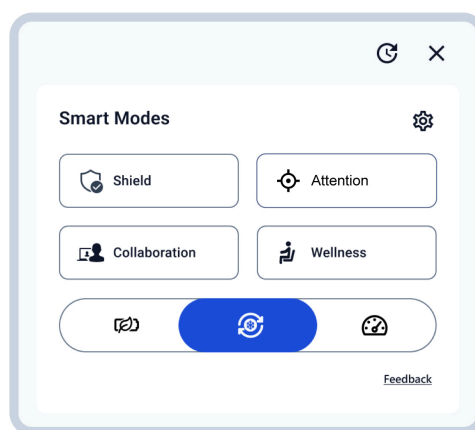 Smart Modes
Shield
Attention
Collaboration
Wellness
Feedback